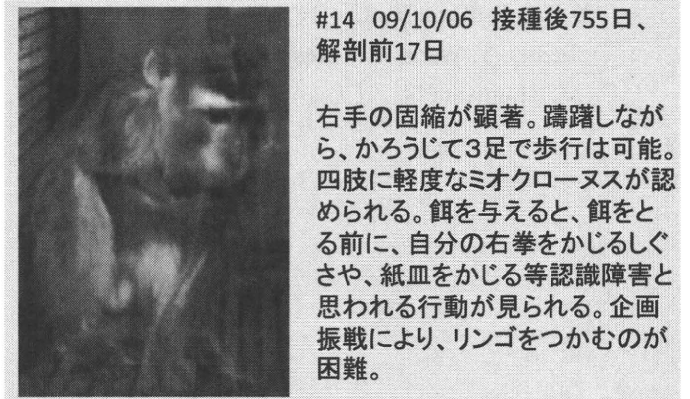 #14 09/10/06 接種後755日、
解剖前17日
右手の固縮が顕著。躊躇しなが
ら、かろうじて3足で歩行は可能。
四肢に軽度なミオクローヌスが認
められる。餌を与えると、餌をと
る前に、自分の右拳をかじるしぐ
さや、紙皿をかじる等認識障害と
思われる行動が見られる。企画
振戦により、リンゴをつかむのが
困難。